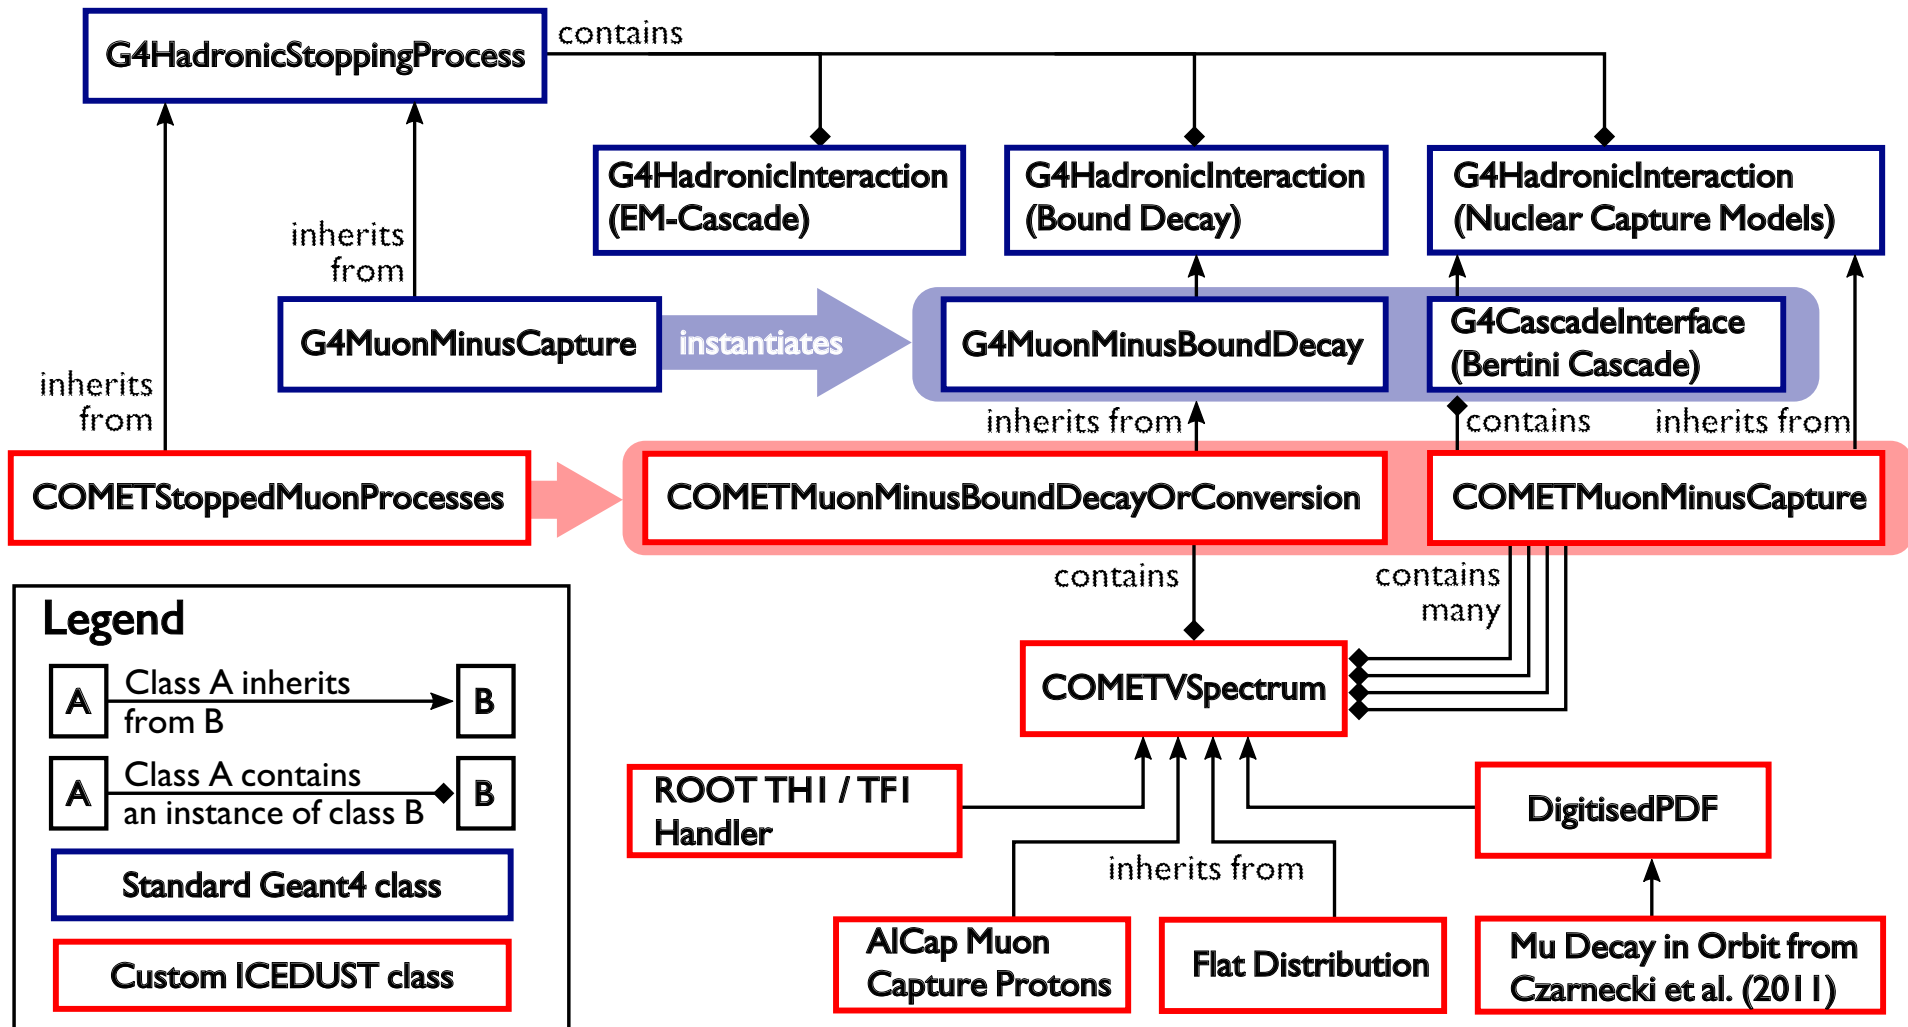 G4HadronicStoppingProcess
contains
G4HadronicInteraction
(EM-Cascade)
G4HadronicInteraction
(Bound Decay)
G4HadronicInteraction
(Nuclear Capture Models)
inherits
from
G4MuonMinusCapture
instantiates
G4MuonMinusBoundDecay
G4CascadeInterface
(Bertini Cascade)
inherits
from
inherits from
contains
inherits from
COMETStoppedMuonProcesses
COMETMuonMinusBoundDecayOrConversion
COMETMuonMinusCapture
contains
contains
many
COMETVSpectrum
ROOT TH1 / TF1
Handler
DigitisedPDF
inherits from
AlCap Muon
Capture Protons
Flat Distribution
Mu Decay in Orbit from
Czarnecki et al. (2011)
Legend
A
Class A inherits
from B
B
A
Class A contains
an instance of class B
B
Standard Geant4 class
Custom ICEDUST class